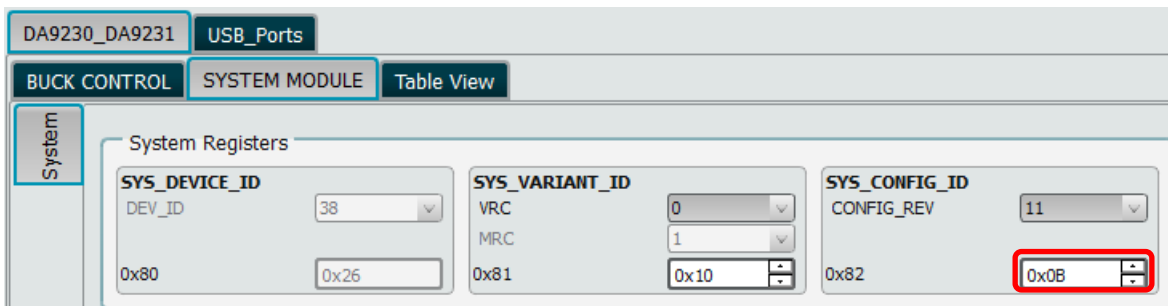 DA9230_DA9231 USB_Ports
BUCK CONTROL SYSTEM MODULE Table View
System
System Registers
SYS_DEVICE_ID SYS_VARIANT_ID SYS_CONFIG_ID
DEV_ID 38 VRC 0 CONFIG_REV 11
MRC 1
0x80 0x26 0x81 0x10 0x82 0x0B